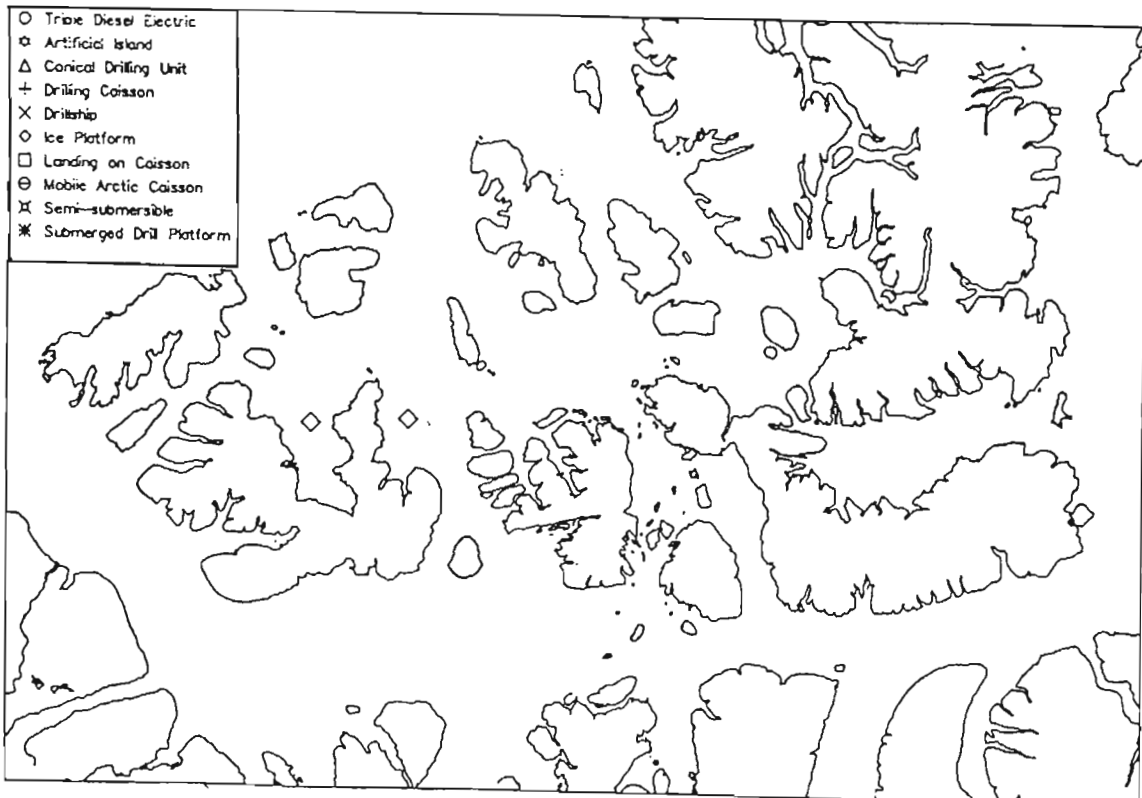 Triple Diesel Electric
Artificial Island
Conical Drilling Unit
Drilling Caisson
Drillship
Ice Platform
Landing on Caisson
Mobile Arctic Caisson
Semi-submersible
Submerged Drill Platform